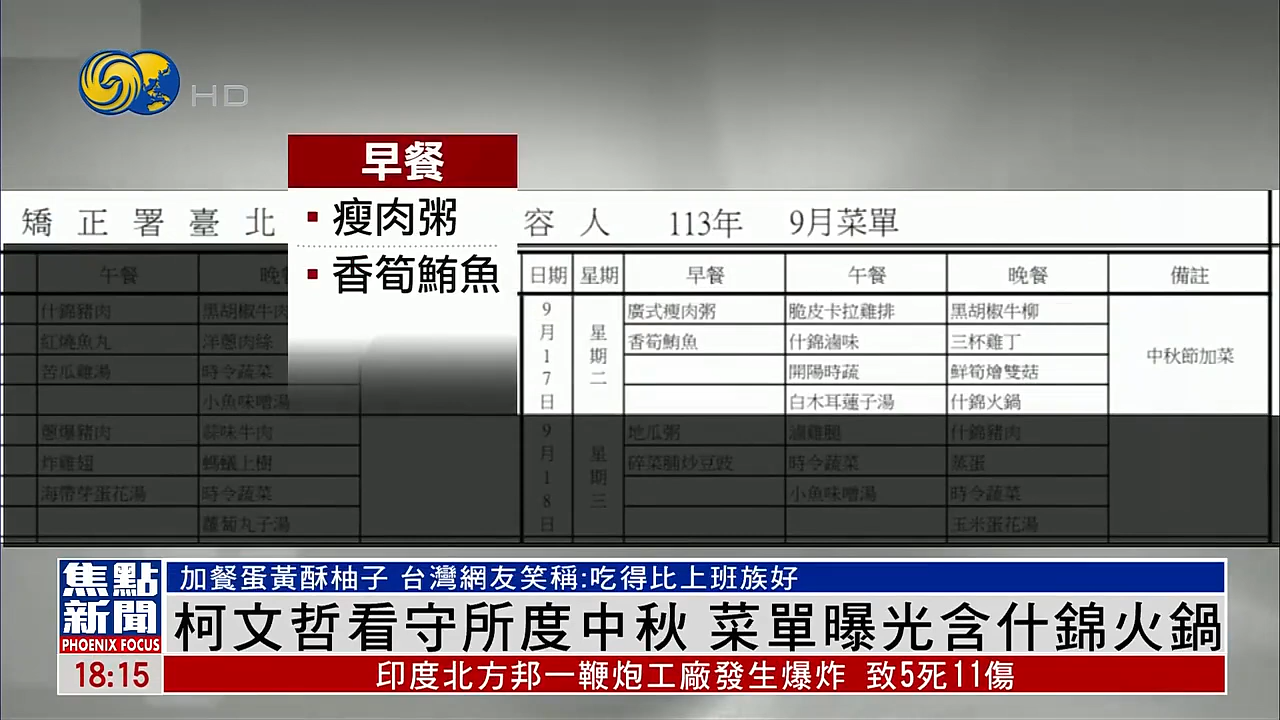 HD
早餐
瘦肉粥
香筍鮪魚
矯正署臺北 容人 113年 9月菜單
午餐 晚餐 日期 星期 早餐 午餐 晚餐 備註
什錦豬肉 黑胡椒牛肉 9月17日 星期二 廣式瘦肉粥 脆皮卡拉雞排 黑胡椒牛柳 中秋節加菜
紅燒魚丸 洋蔥肉絲 香筍鮪魚 什錦滷味 三杯雞丁
苦瓜雞湯 時令蔬菜 開陽時蔬 鮮筍燴雙菇
小魚味噌湯 白木耳蓮子湯 什錦火鍋
蔥爆豬肉 蒜味牛肉 9月18日 星期三 地瓜粥 滷雞腿 什錦豬肉
炸雞妞 螞蟻上樹 碎菜脯炒豆豉 時令蔬菜 蒸蛋
海帶芽蛋花湯 時令蔬菜 小魚味噌湯 時令蔬菜
蘿蔔丸子湯 玉米蛋花湯
焦點新聞
PHOENIX FOCUS
加餐蛋黃酥柚子 台灣網友笑稱:吃得比上班族好
柯文哲看守所度中秋 菜單曝光含什錦火鍋
18:15
印度北方邦一鞭炮工廠發生爆炸 致5死11傷